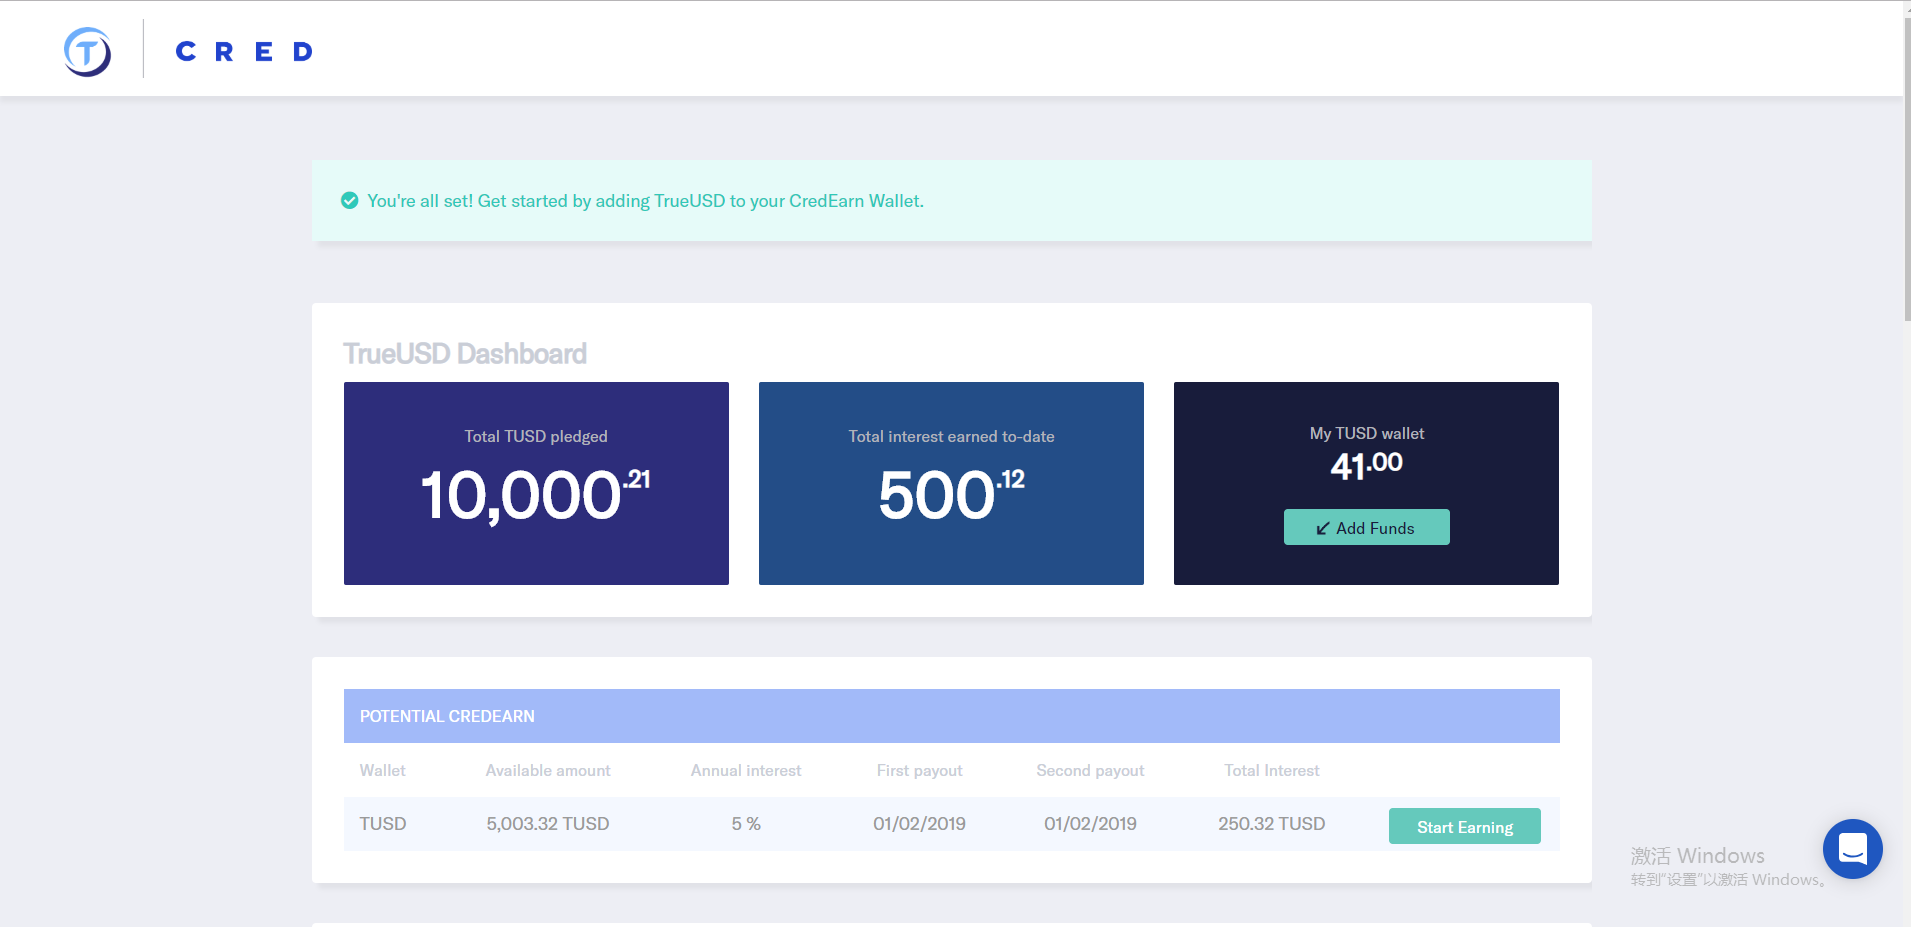 T
CRED
You're all set! Get started by adding TrueUSD to your CredEarn Wallet.
TrueUSD Dashboard
Total TUSD pledged
10,000.21
Total interest earned to-date
500.12
My TUSD wallet
41.00
Add Funds
POTENTIAL CREDEARN
Wallet Available amount Annual interest First payout Second payout Total Interest
TUSD 5,003.32 TUSD 5 % 01/02/2019 01/02/2019 250.32 TUSD Start Earning
激活 Windows
转到“设置”以激活 Windows。